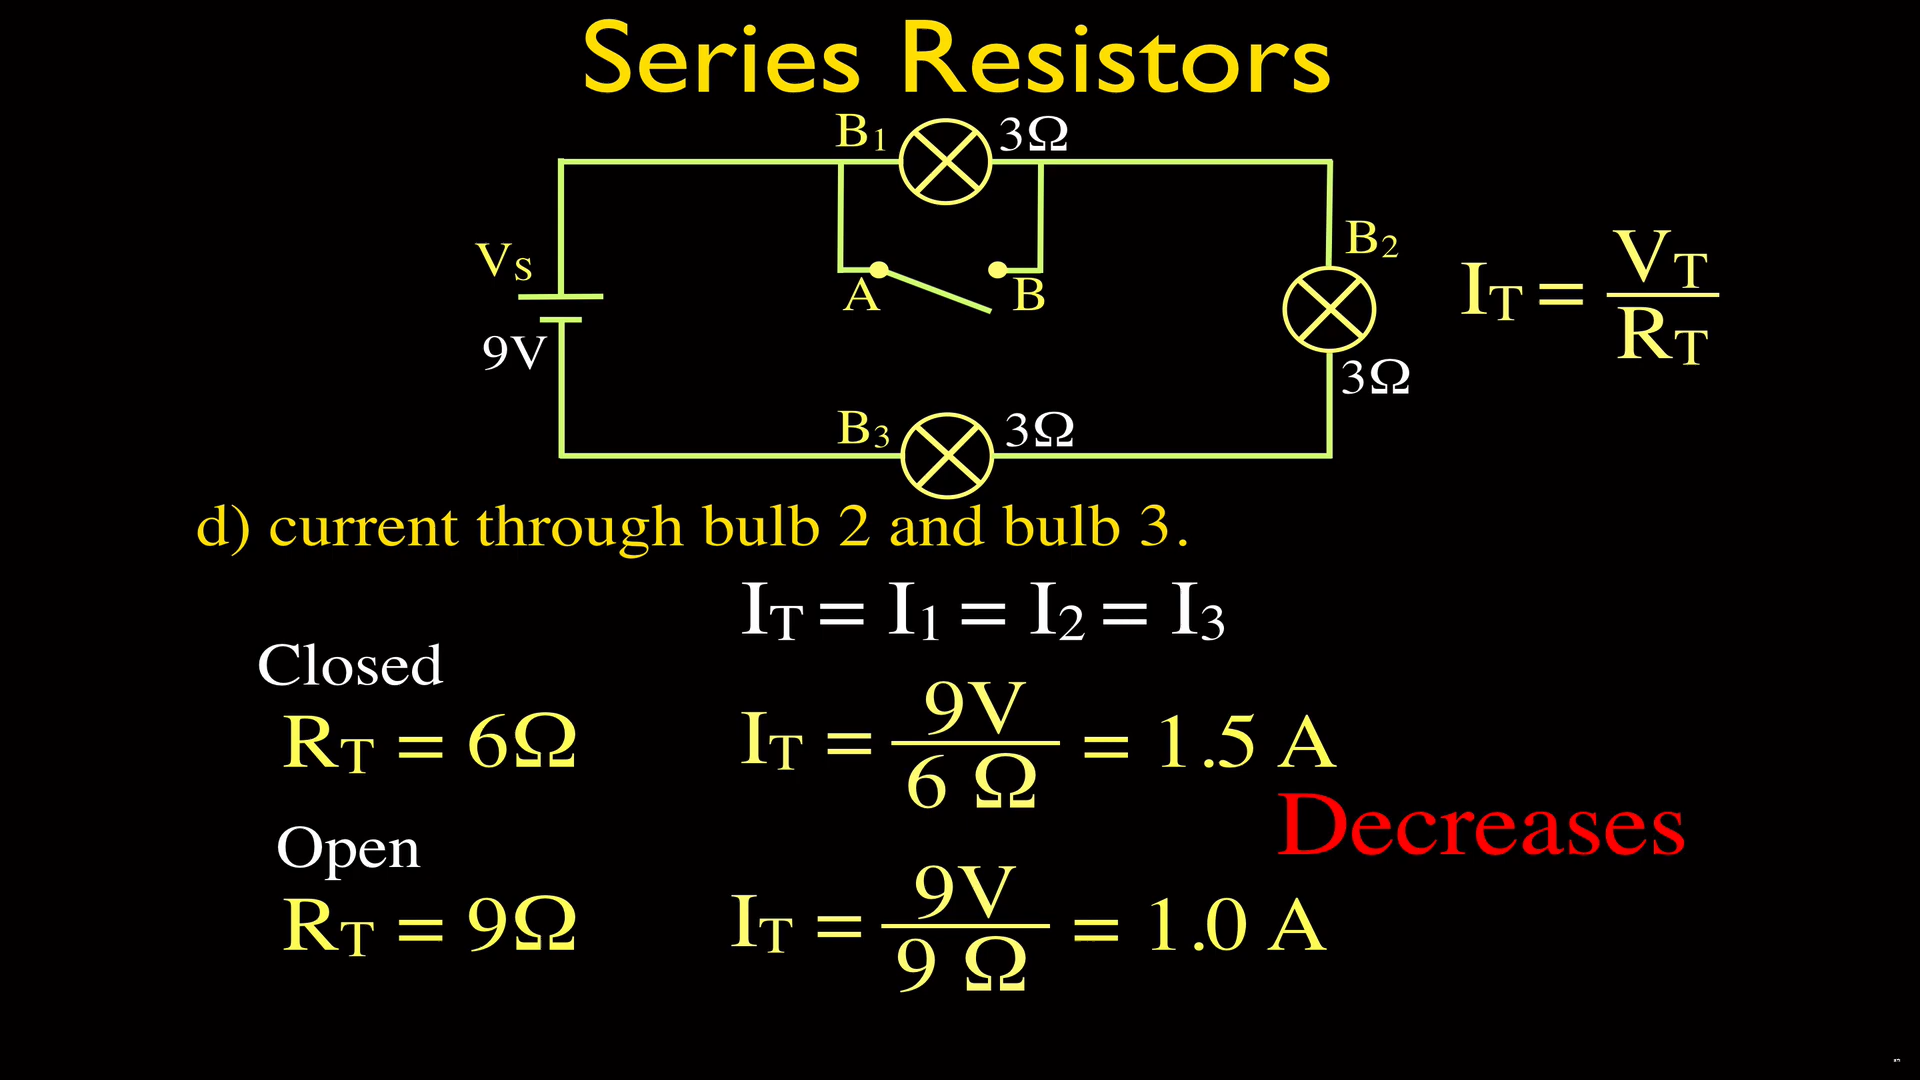 Series Resistors
B1 3Ω
VS
9V
A B
B2
3Ω
IT = VT
RT
B3 3Ω
d) current through bulb 2 and bulb 3.
IT = I1 = I2 = I3
Closed
RT = 6Ω
IT = 9V
6 Ω
= 1.5 A
Decreases
Open
RT = 9Ω
IT = 9V
9 Ω
= 1.0 A